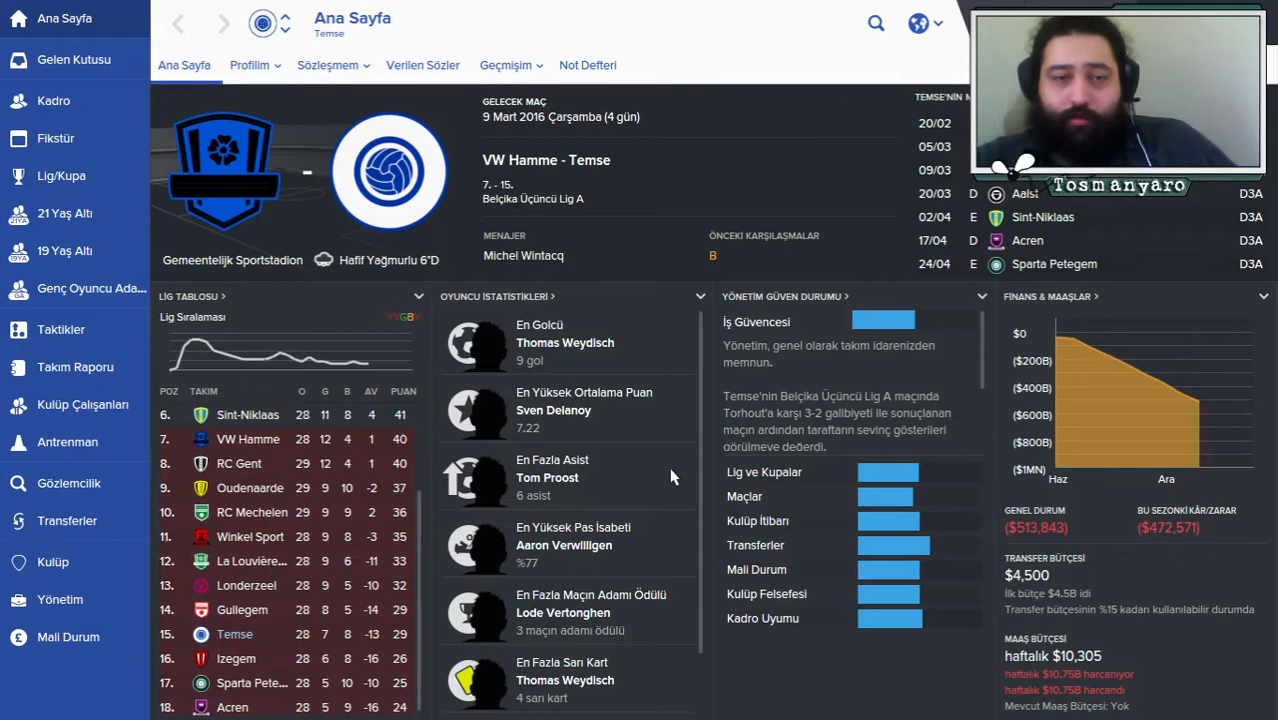 Ana Sayfa
Gelen Kutusu
Kadro
Fikstür
Lig/Kupa
21YA
21 Yaş Altı
19YA
19 Yaş Altı
GA
Genç Oyuncu Ada...
Taktikler
Takım Raporu
Kulüp Çalışanları
Antrenman
Gözlemcilik
Transferler
Kulüp
Yönetim
Mali Durum
Ana Sayfa
Temse
Ana Sayfa
Profilim
Sözleşmem
Verilen Sözler
Geçmişim
Not Defteri
GELECEK MAÇ
9 Mart 2016 Çarşamba (4 gün)
VW Hamme - Temse
7. - 15.
Belçika Üçüncü Lig A
MENAJER
Michel Wintacq
ÖNCEKİ KARŞILAŞMALAR
B
-
Gemeentelijk Sportstadion
Hafif Yağmurlu 6°D
TEMSE'NİN M
20/02
05/03
09/03
20/03 D Aalst D3A
02/04 E Sint-Niklaas D3A
17/04 D Acren D3A
24/04 E Sparta Petegem D3A
Tosmanyaro
LİG TABLOSU
Lig Sıralaması
YYGBY
POZ TAKIM O G B AV PUAN
6. Sint-Niklaas 28 11 8 4 41
7. VW Hamme 28 12 4 1 40
8. RC Gent 29 12 4 1 40
9. Oudenaarde 29 9 10 -2 37
10. RC Mechelen 29 9 9 2 36
11. Winkel Sport 28 9 8 -3 35
12. La Louvière... 28 9 6 -11 33
13. Londerzeel 28 9 5 -10 32
14. Gullegem 28 8 5 -14 29
15. Temse 28 7 8 -13 29
16. Izegem 28 6 8 -16 26
17. Sparta Pete... 28 5 10 -10 25
18. Acren 28 5 9 -16 24
OYUNCU İSTATİSTİKLERİ
En Golcü
Thomas Weydisch
9 gol
En Yüksek Ortalama Puan
Sven Delanoy
7.22
En Fazla Asist
Tom Proost
6 asist
En Yüksek Pas İsabeti
Aaron Verwilligen
%77
En Fazla Maçın Adamı Ödülü
Lode Vertonghen
3 maçın adamı ödülü
En Fazla Sarı Kart
Thomas Weydisch
4 sarı kart
YÖNETİM GÜVEN DURUMU
İş Güvencesi
Yönetim, genel olarak takım idarenizden
memnun.
Temse'nin Belçika Üçüncü Lig A maçında
Torhout'a karşı 3-2 galibiyeti ile sonuçlanan
maçın ardından taraftarın sevinç gösterileri
görülmeye değerdi.
Lig ve Kupalar
Maçlar
Kulüp İtibarı
Transferler
Mali Durum
Kulüp Felsefesi
Kadro Uyumu
FİNANS & MAAŞLAR
$0
($200B)
($400B)
($600B)
($800B)
($1MN)
Haz Ara
GENEL DURUM
($513,843)
BU SEZONKİ KÂR/ZARAR
($472,571)
TRANSFER BÜTÇESİ
$4,500
İlk bütçe $4.5B idi
Transfer bütçesinin %15 kadarı kullanılabilir durumda
MAAŞ BÜTÇESİ
haftalık $10,305
haftalık $10.75B harcanıyor
haftalık $10.75B harcandı
Mevcut Maaş Bütçesi: Yok